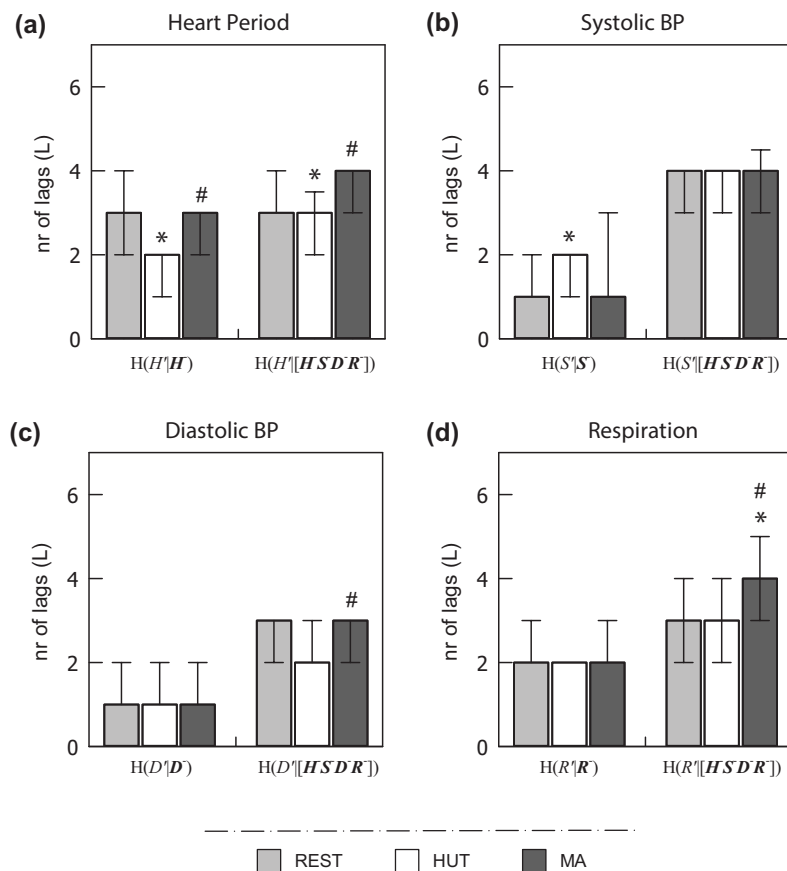 (a) Heart Period
nr of lags (L)
6
4
2
0
* # * #
H(H'|H⁻) H(H'|[H⁻S⁻D⁻R⁻])
(b) Systolic BP
nr of lags (L)
6
4
2
0
*
H(S'|S⁻) H(S'|[H⁻S⁻D⁻R⁻])
(c) Diastolic BP
nr of lags (L)
6
4
2
0
#
H(D'|D⁻) H(D'|[H⁻S⁻D⁻R⁻])
(d) Respiration
nr of lags (L)
6
4
2
0
#
*
H(R'|R⁻) H(R'|[H⁻S⁻D⁻R⁻])
REST HUT MA